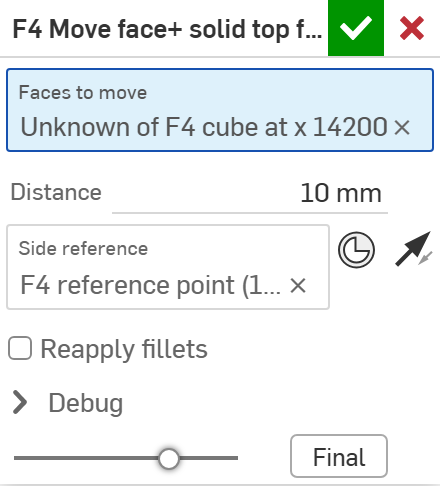 F4 Move face+ solid top f...
Faces to move
Unknown of F4 cube at x 14200
Distance
10 mm
Side reference
F4 reference point (1...
Reapply fillets
Debug
Final